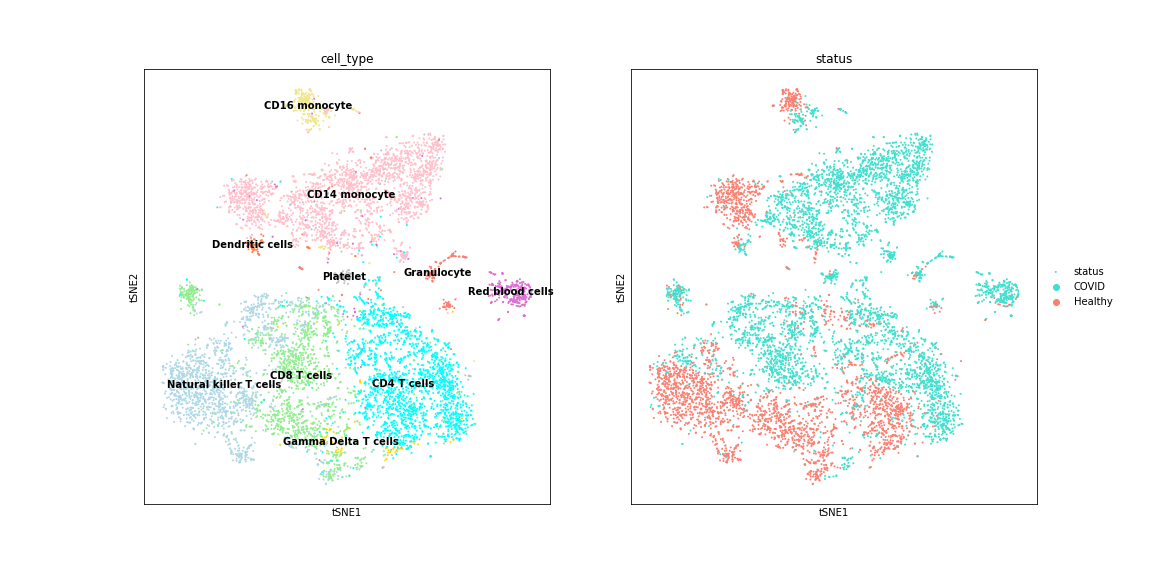 cell_type
CD16 monocyte
CD14 monocyte
Dendritic cells
Granulocyte
Platelet
Red blood cells
CD8 T cells
CD4 T cells
Natural killer T cells
Gamma Delta T cells
tSNE2
tSNE1
status
tSNE2
tSNE1
status
COVID
Healthy